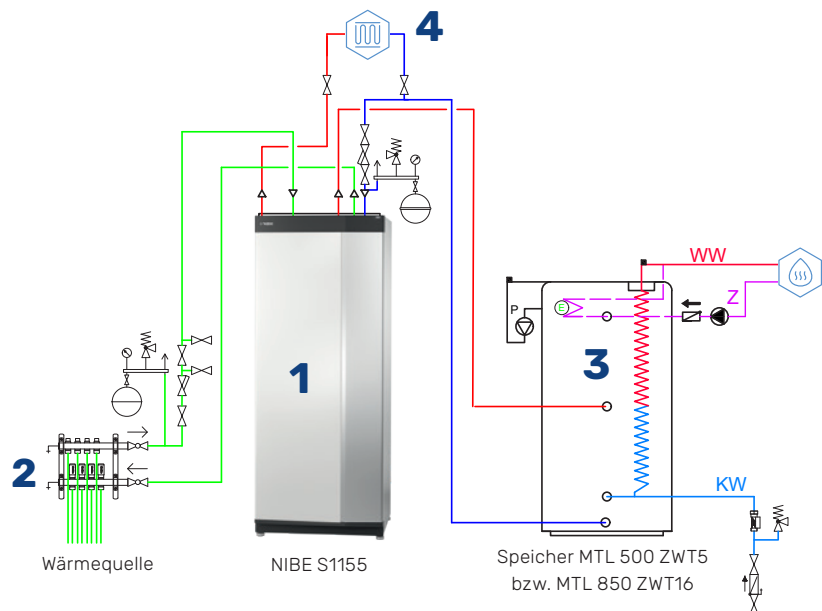 4
WW
Z
P
E
1
3
2
KW
Wärmequelle
NIBE S1155
Speicher MTL 500 ZWT5
bzw. MTL 850 ZWT16